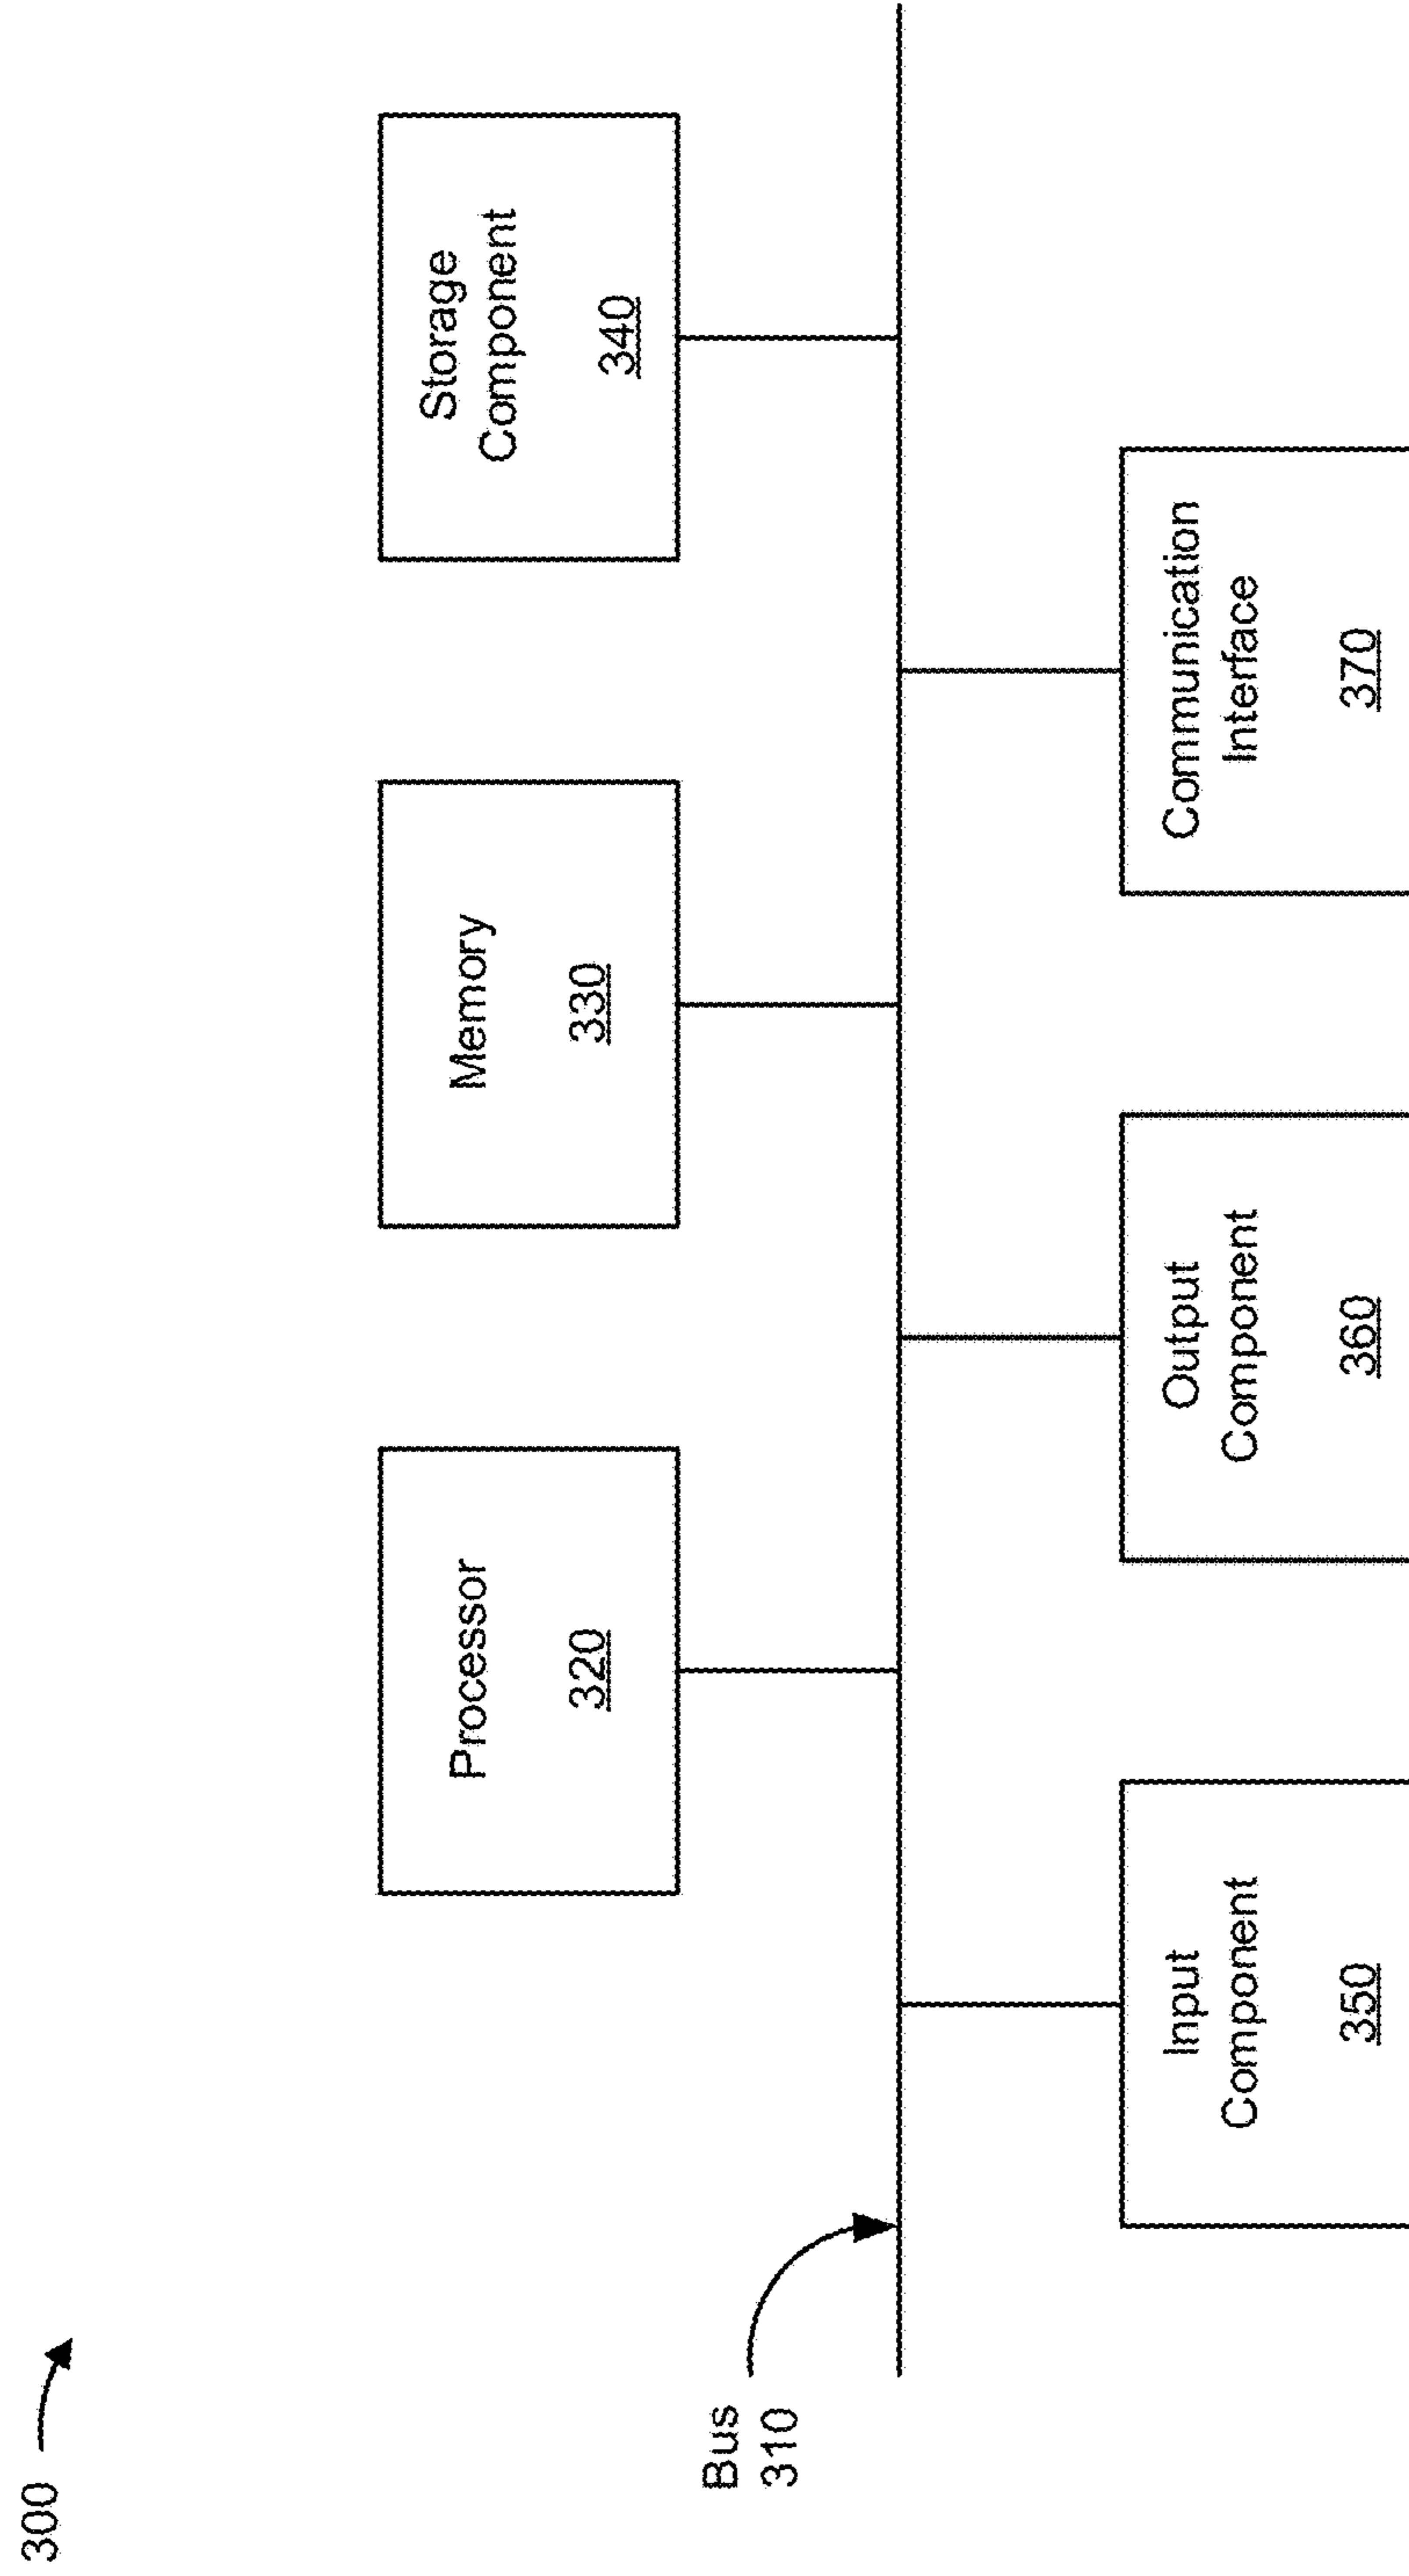 300
Processor
320
Memory
330
Storage
Component
340
Bus
310
Input
Component
350
Output
Component
360
Communication
Interface
370